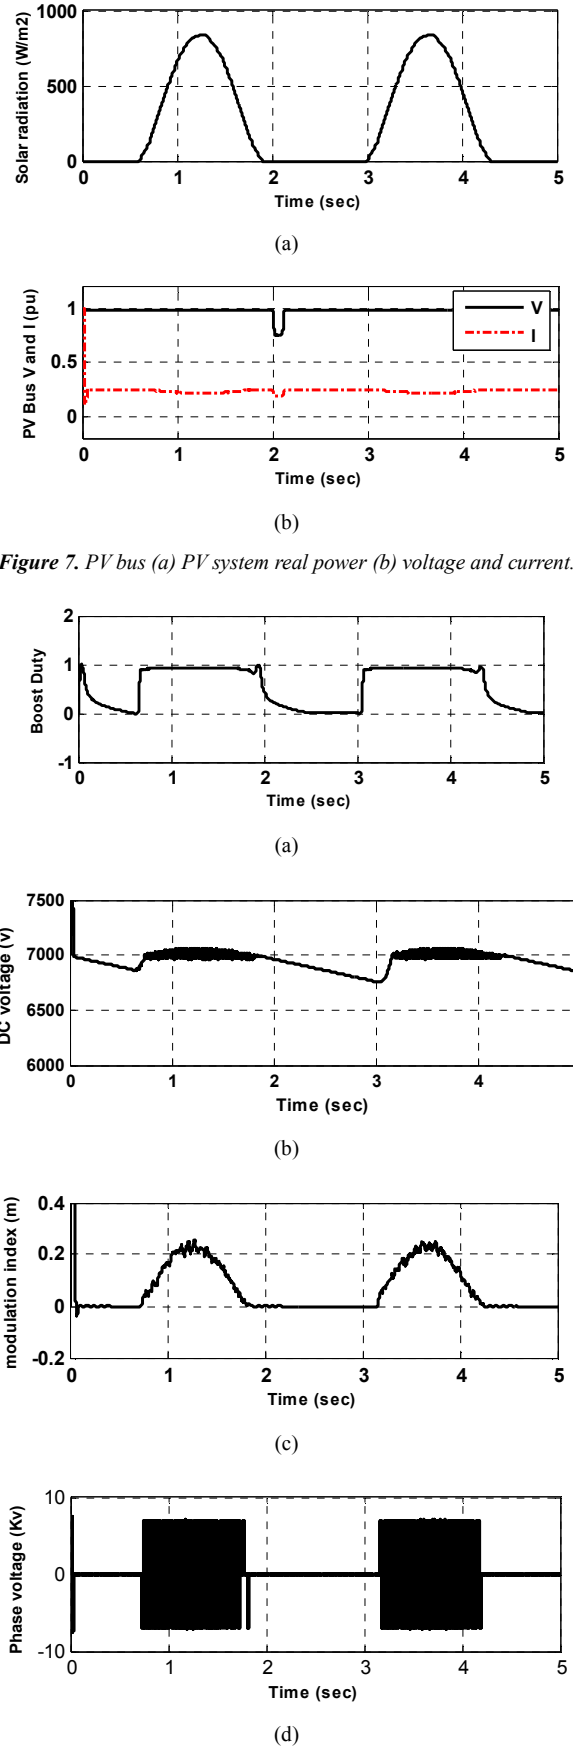 1000
500
0
Solar radiation (W/m2)
0 1 2 3 4 5
Time (sec)
(a)
1
0.5
0
PV Bus V and I (pu)
V
I
0 1 2 3 4 5
Time (sec)
(b)
Figure 7. PV bus (a) PV system real power (b) voltage and current.
2
1
0
-1
Boost Duty
0 1 2 3 4 5
Time (sec)
(a)
7500
7000
6500
6000
DC voltage (v)
0 1 2 3 4
Time (sec)
(b)
0.4
0.2
0
-0.2
modulation index (m)
0 1 2 3 4 5
Time (sec)
(c)
10
0
-10
Phase voltage (Kv)
0 1 2 3 4 5
Time (sec)
(d)